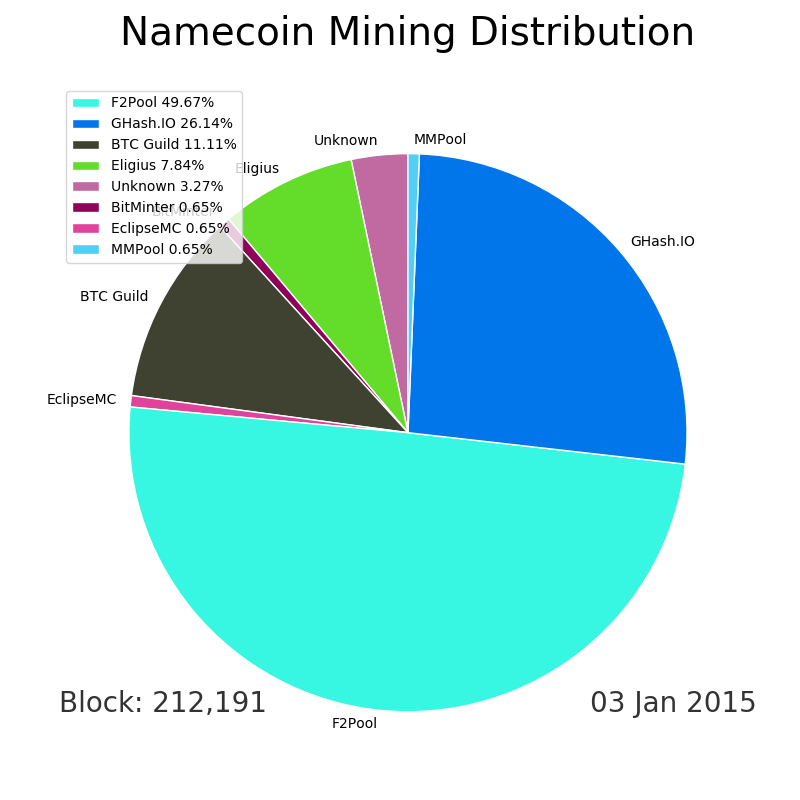 Namecoin Mining Distribution
F2Pool 49.67%
GHash.IO 26.14%
BTC Guild 11.11%
Eligius 7.84%
Unknown 3.27%
BitMinter 0.65%
EclipseMC 0.65%
MMPool 0.65%
Unknown
MMPool
Eligius
BitMinter
GHash.IO
BTC Guild
EclipseMC
F2Pool
Block: 212,191
03 Jan 2015